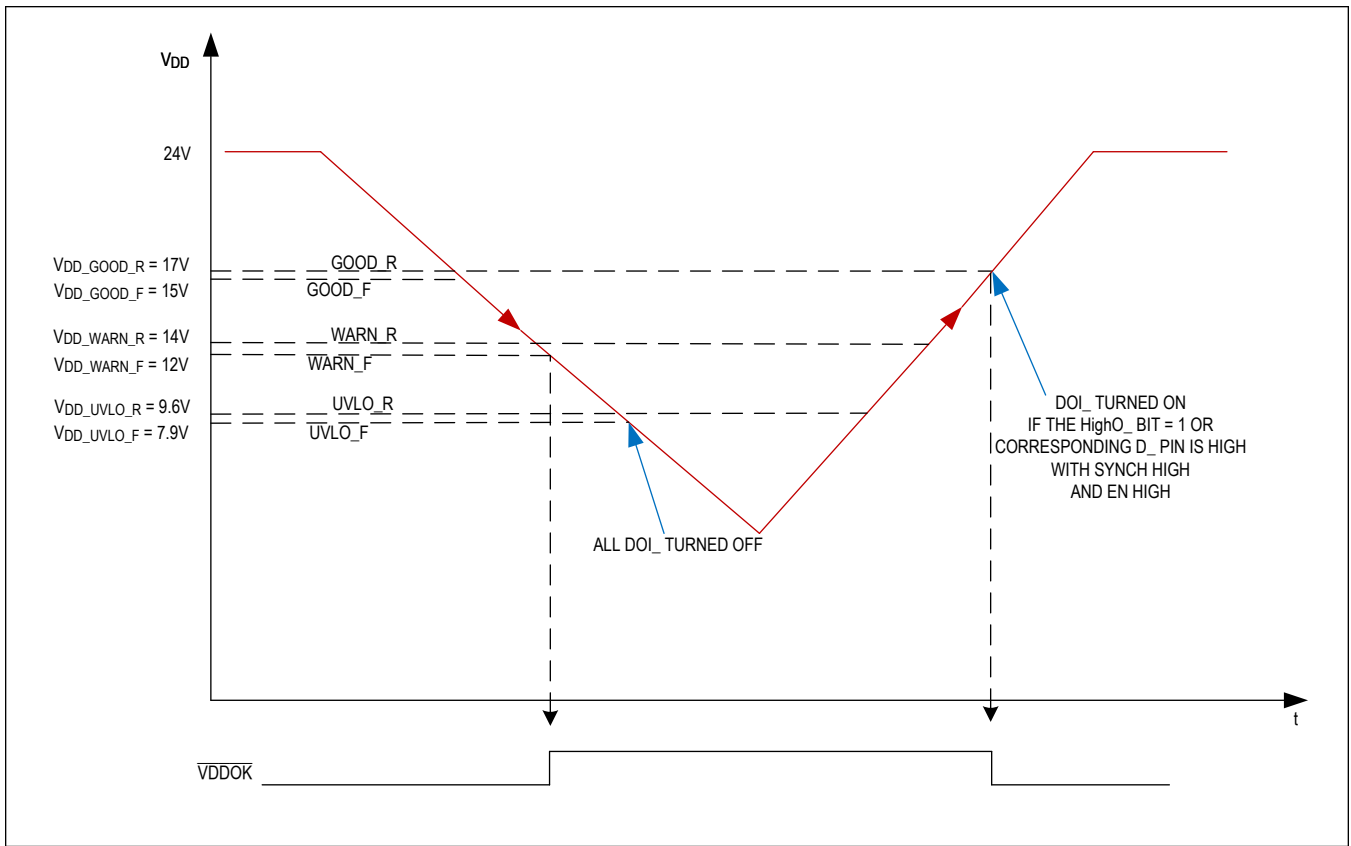 VDD
24V
VDD_GOOD_R = 17V
GOOD_R
VDD_GOOD_F = 15V
GOOD_F
VDD_WARN_R = 14V
WARN_R
VDD_WARN_F = 12V
WARN_F
VDD_UVLO_R = 9.6V
UVLO_R
VDD_UVLO_F = 7.9V
UVLO_F
DOI_ TURNED ON
IF THE HighO_ BIT = 1 OR
CORRESPONDING D_ PIN IS HIGH
WITH SYNCH HIGH
AND EN HIGH
ALL DOI_ TURNED OFF
t
VDDOK